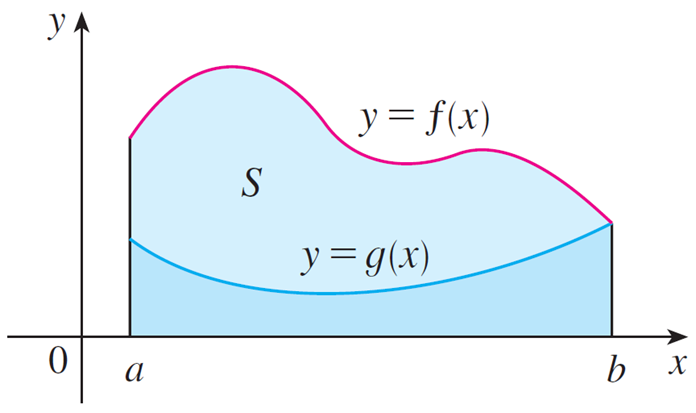 y
y = f(x)
S
y = g(x)
0
a
b
x